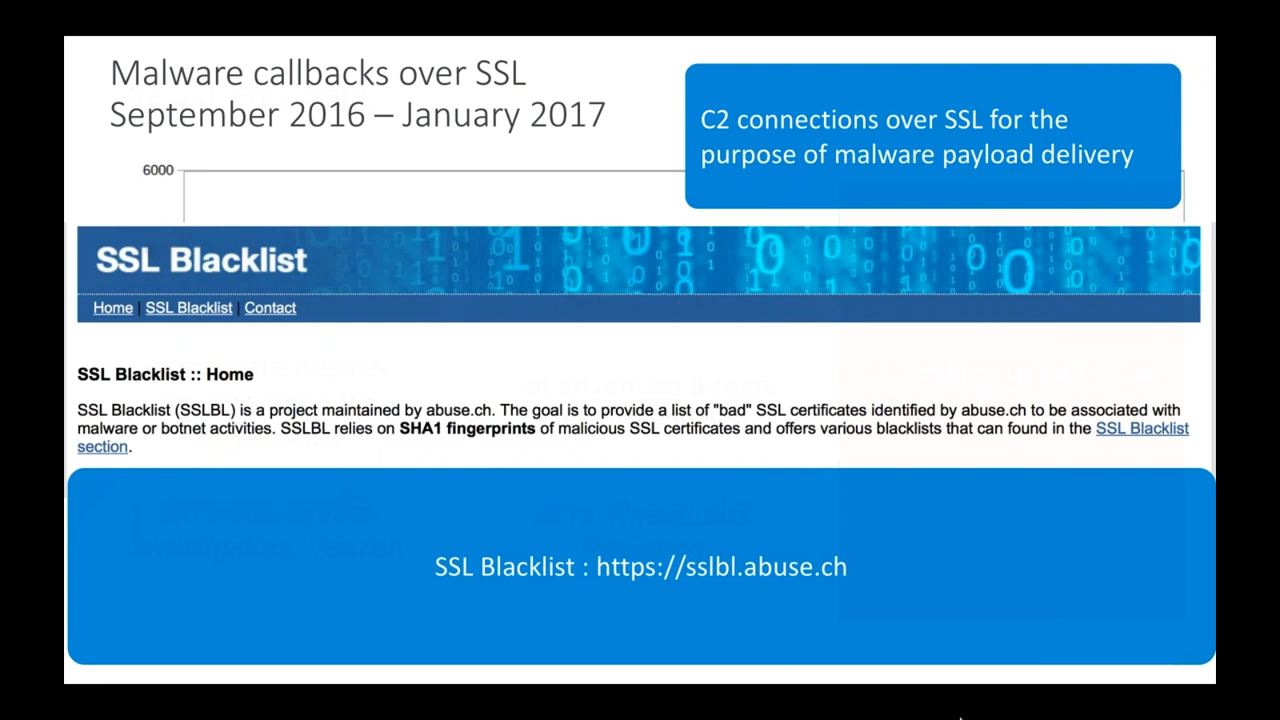 Malware callbacks over SSL
September 2016 – January 2017
C2 connections over SSL for the
purpose of malware payload delivery
6000
SSL Blacklist
Home | SSL Blacklist | Contact
SSL Blacklist :: Home
SSL Blacklist (SSLBL) is a project maintained by abuse.ch. The goal is to provide a list of "bad" SSL certificates identified by abuse.ch to be associated with
malware or botnet activities. SSLBL relies on SHA1 fingerprints of malicious SSL certificates and offers various blacklists that can found in the SSL Blacklist
section.
SSL Blacklist : https://sslbl.abuse.ch